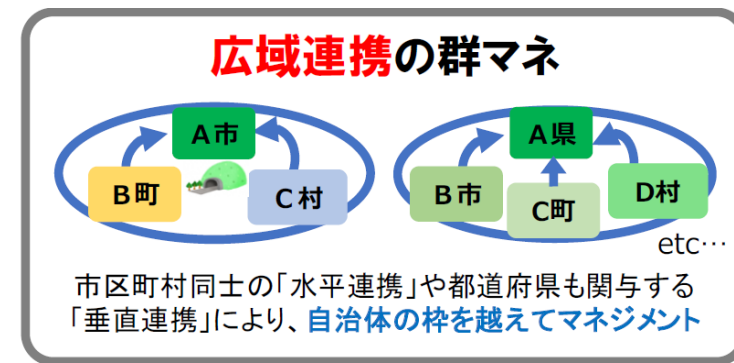 広域連携の群マネ
A市
B町
C村
A県
B市
C町
D村
etc…
市区町村同士の「水平連携」や都道府県も関与する
「垂直連携」により、自治体の枠を越えてマネジメント